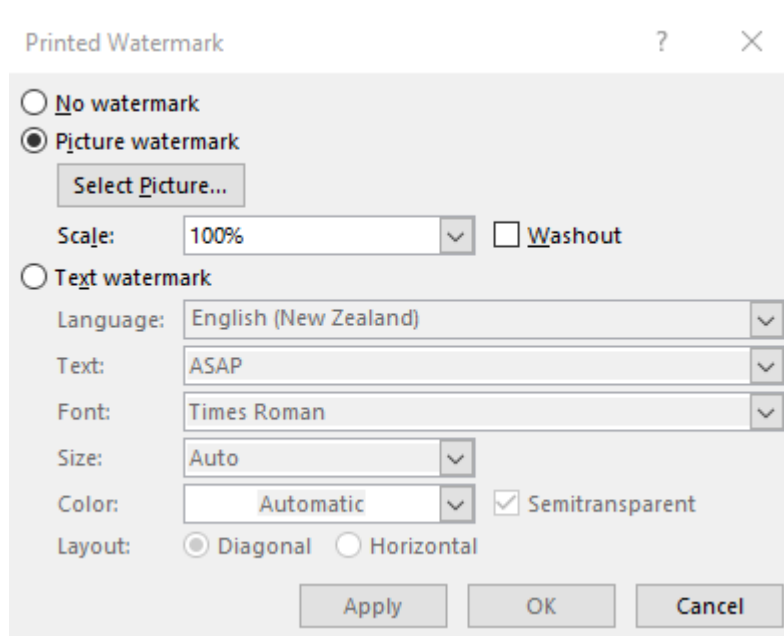 Printed Watermark ?
No watermark
Picture watermark
Select Picture...
Scale: 100% Washout
Text watermark
Language: English (New Zealand)
Text: ASAP
Font: Times Roman
Size: Auto
Color: Automatic Semitransparent
Layout: Diagonal Horizontal
Apply OK Cancel